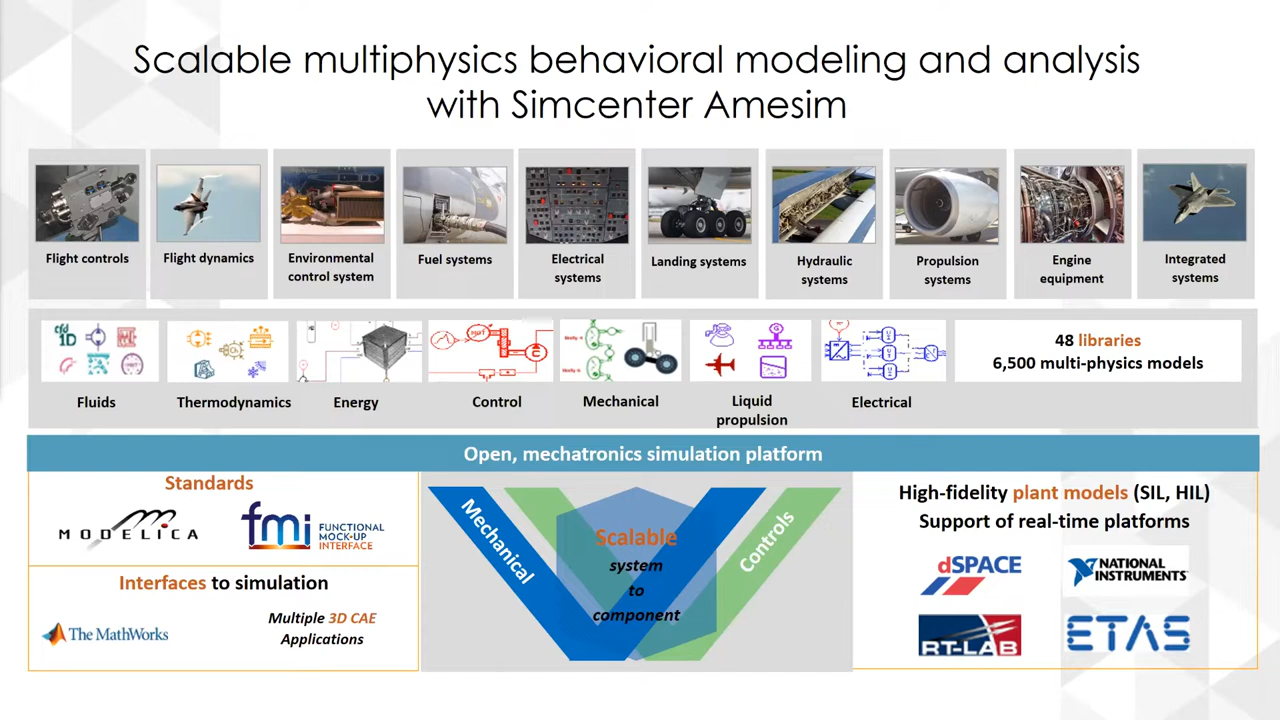 Scalable multiphysics behavioral modeling and analysis
with Simcenter Amesim
Flight controls
Flight dynamics
Environmental
control system
Fuel systems
Electrical
systems
Landing systems
Hydraulic
systems
Propulsion
systems
Engine
equipment
Integrated
systems
cfd
1D
MOT
C
G
Fluids
Thermodynamics
Energy
Control
Mechanical
Liquid
propulsion
Electrical
48 libraries
6,500 multi-physics models
Open, mechatronics simulation platform
Standards
MODELICA
fmi FUNCTIONAL
MOCK-UP
INTERFACE
Interfaces to simulation
The MathWorks
Multiple 3D CAE
Applications
Mechanical
Scalable
system
to
component
Controls
High-fidelity plant models (SIL, HIL)
Support of real-time platforms
dSPACE
NATIONAL
INSTRUMENTS
RT-LAB
ETAS